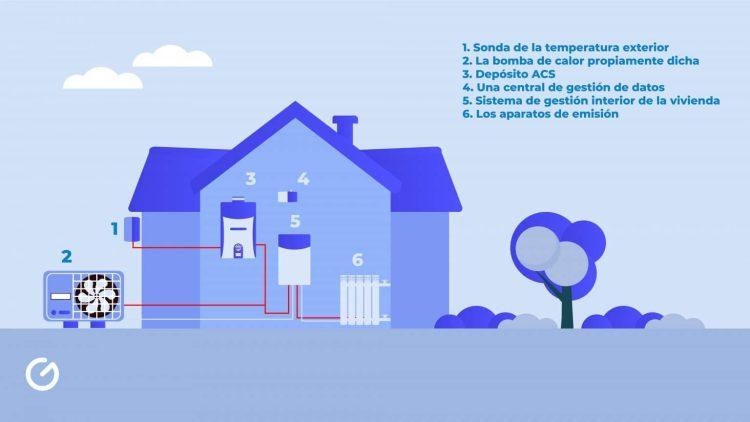 1. Sonda de la temperatura exterior
2. La bomba de calor propiamente dicha
3. Depósito ACS
4. Una central de gestión de datos
5. Sistema de gestión interior de la vivienda
6. Los aparatos de emisión
3
4
1
5
2
6